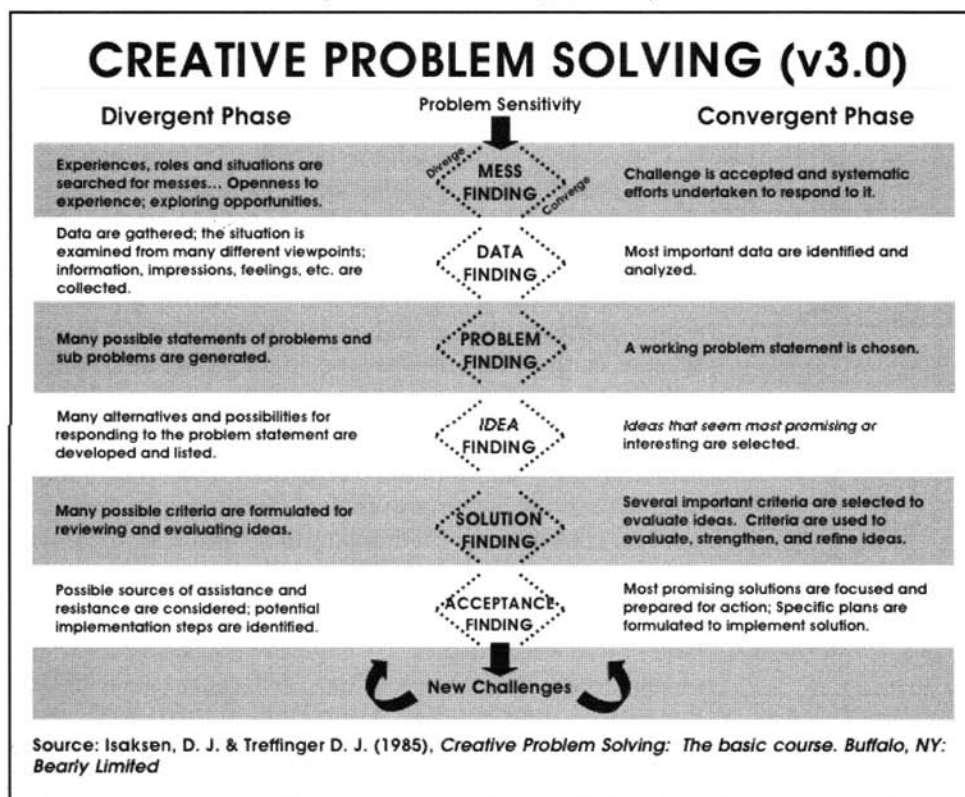 CREATIVE PROBLEM SOLVING (v3.0)
Problem Sensitivity
Divergent Phase
Convergent Phase
Experiences, roles and situations are
searched for messes... Openness to
experience; exploring opportunities.
Diverge
MESS
FINDING
Converge
Challenge is accepted and systematic
efforts undertaken to respond to it.
Data are gathered; the situation is
examined from many different viewpoints;
information, impressions, feelings, etc. are
collected.
DATA
FINDING
Most important data are identified and
analyzed.
Many possible statements of problems and
sub problems are generated.
PROBLEM
FINDING
A working problem statement is chosen.
Many alternatives and possibilities for
responding to the problem statement are
developed and listed.
IDEA
FINDING
Ideas that seem most promising or
interesting are selected.
Many possible criteria are formulated for
reviewing and evaluating ideas.
SOLUTION
FINDING
Several important criteria are selected to
evaluate ideas. Criteria are used to
evaluate, strengthen, and refine ideas.
Possible sources of assistance and
resistance are considered; potential
implementation steps are identified.
ACCEPTANCE
FINDING
Most promising solutions are focused and
prepared for action; Specific plans are
formulated to implement solution.
New Challenges
Source: Isaksen, D. J. & Treffinger D. J. (1985), Creative Problem Solving: The basic course. Buffalo, NY:
Bearly Limited